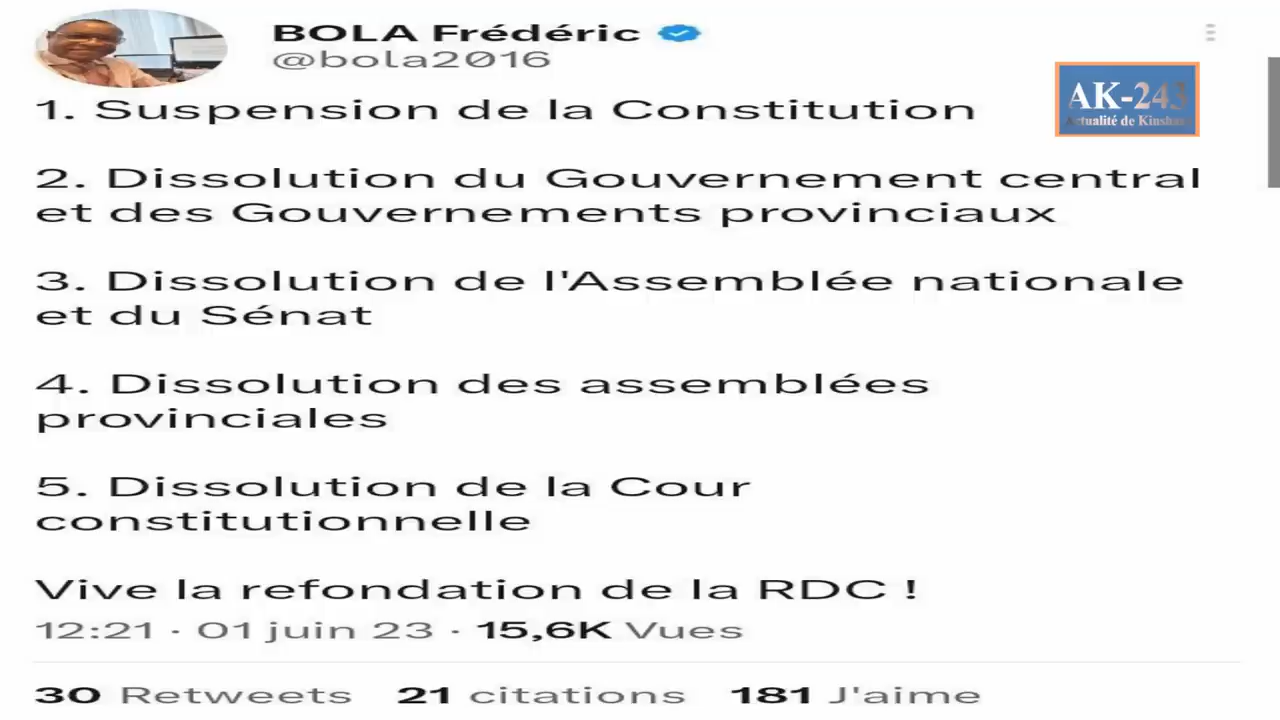 BOLA Frédéric
@bola2016
AK-243
Actualité de Kinshasa
1. Suspension de la Constitution
2. Dissolution du Gouvernement central
et des Gouvernements provinciaux
3. Dissolution de l'Assemblée nationale
et du Sénat
4. Dissolution des assemblées
provinciales
5. Dissolution de la Cour
constitutionnelle
Vive la refondation de la RDC !
12:21 · 01 juin 23 · 15,6K Vues
30 Retweets 21 citations 181 J'aime